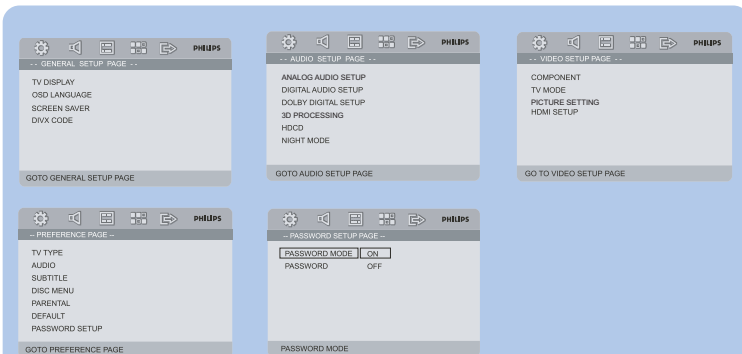 PHILIPS
-- GENERAL SETUP PAGE --
TV DISPLAY
OSD LANGUAGE
SCREEN SAVER
DIVX CODE
GOTO GENERAL SETUP PAGE
PHILIPS
-- AUDIO SETUP PAGE --
ANALOG AUDIO SETUP
DIGITAL AUDIO SETUP
DOLBY DIGITAL SETUP
3D PROCESSING
HDCD
NIGHT MODE
GOTO AUDIO SETUP PAGE
PHILIPS
-- VIDEO SETUP PAGE --
COMPONENT
TV MODE
PICTURE SETTING
HDMI SETUP
GO TO VIDEO SETUP PAGE
PHILIPS
-- PREFERENCE PAGE --
TV TYPE
AUDIO
SUBTITLE
DISC MENU
PARENTAL
DEFAULT
PASSWORD SETUP
GOTO PREFERENCE PAGE
PHILIPS
-- PASSWORD SETUP PAGE --
PASSWORD MODE ON
PASSWORD OFF
PASSWORD MODE